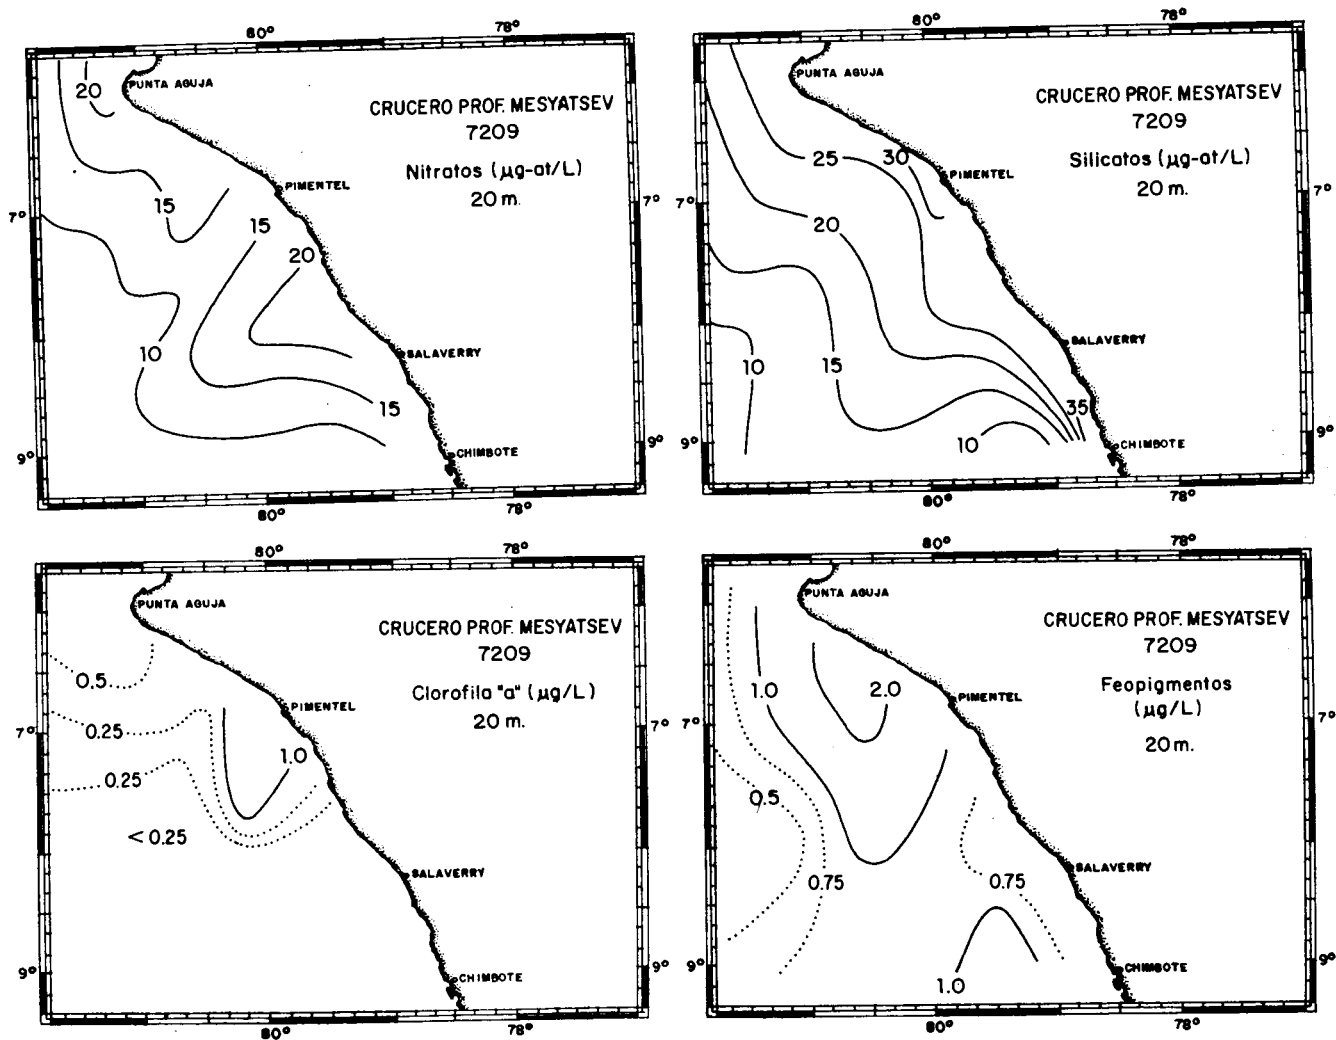 80°
78°
PUNTA AGUJA
20
CRUCERO PROF. MESYATSEV
7209
Nitratos (µg-at/L)
20 m.
PIMENTEL
15
15
7°
7°
20
10
SALAVERRY
15
9°
9°
CHIMBOTE
80°
78°
80°
78°
PUNTA AGUJA
CRUCERO PROF. MESYATSEV
7209
25
30
Silicatos (µg-at/L)
20 m.
PIMENTEL
7°
7°
20
SALAVERRY
10
15
35
10
9°
9°
CHIMBOTE
80°
78°
80°
78°
PUNTA AGUJA
CRUCERO PROF. MESYATSEV
7209
0.5
Clorofila "a" (µg/L)
20 m.
PIMENTEL
7°
7°
0.25
1.0
0.25
< 0.25
SALAVERRY
9°
9°
CHIMBOTE
80°
78°
80°
78°
PUNTA AGUJA
CRUCERO PROF. MESYATSEV
7209
Feopigmentos
(µg/L)
20 m.
1.0
2.0
PIMENTEL
7°
7°
0.5
SALAVERRY
0.75
0.75
9°
9°
CHIMBOTE
1.0
80°
78°